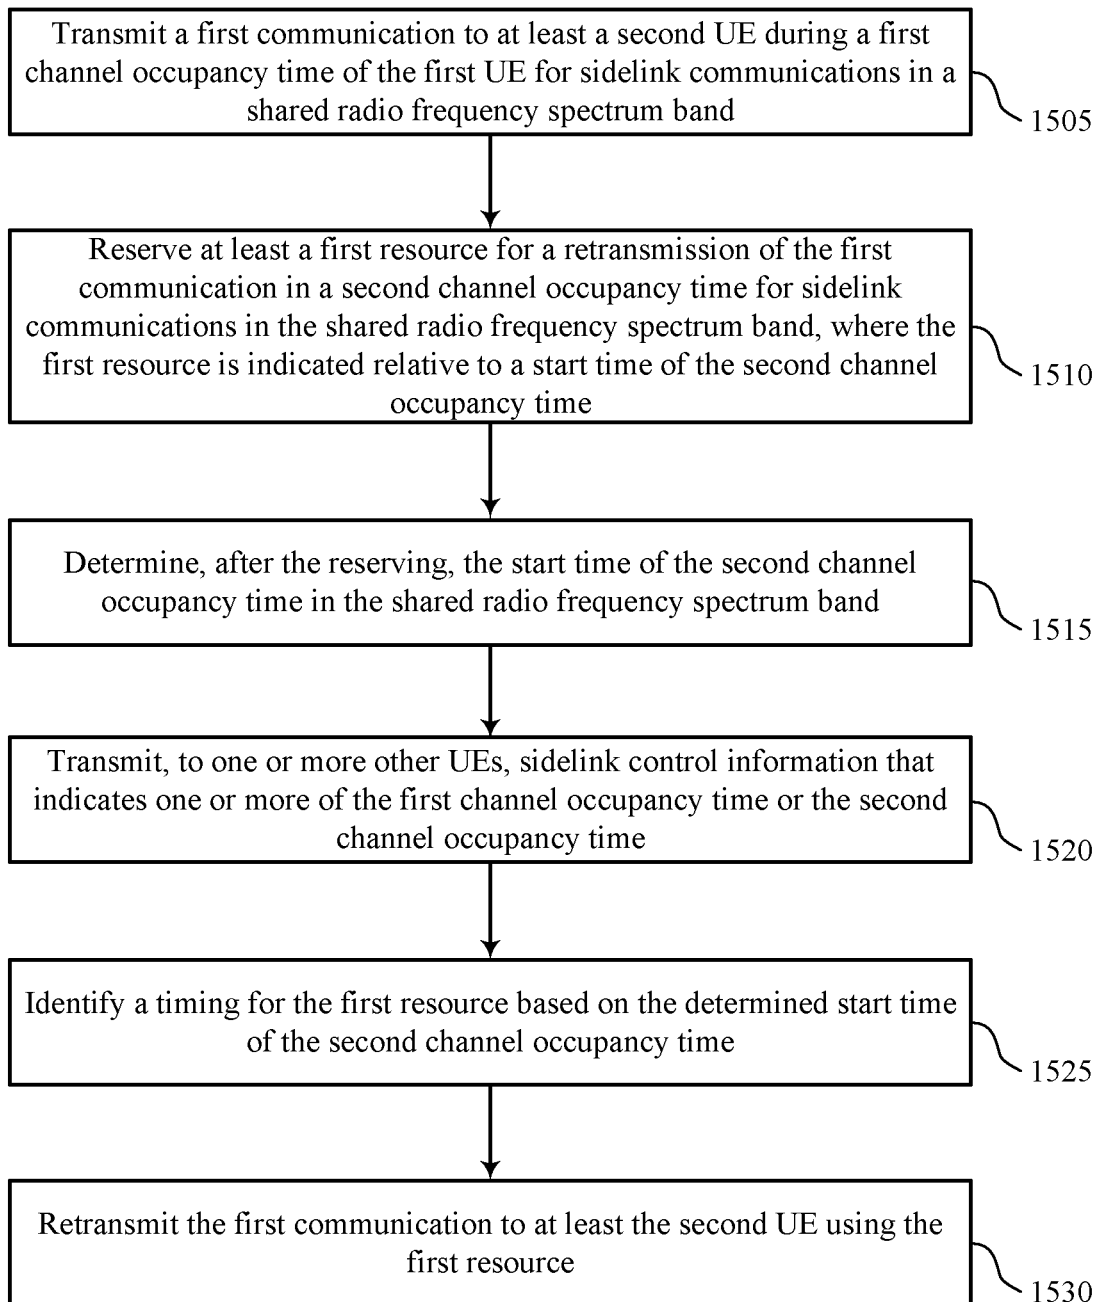 Transmit a first communication to at least a second UE during a first
channel occupancy time of the first UE for sidelink communications in a
shared radio frequency spectrum band
1505
Reserve at least a first resource for a retransmission of the first
communication in a second channel occupancy time for sidelink
communications in the shared radio frequency spectrum band, where the
first resource is indicated relative to a start time of the second channel
occupancy time
1510
Determine, after the reserving, the start time of the second channel
occupancy time in the shared radio frequency spectrum band
1515
Transmit, to one or more other UEs, sidelink control information that
indicates one or more of the first channel occupancy time or the second
channel occupancy time
1520
Identify a timing for the first resource based on the determined start time
of the second channel occupancy time
1525
Retransmit the first communication to at least the second UE using the
first resource
1530